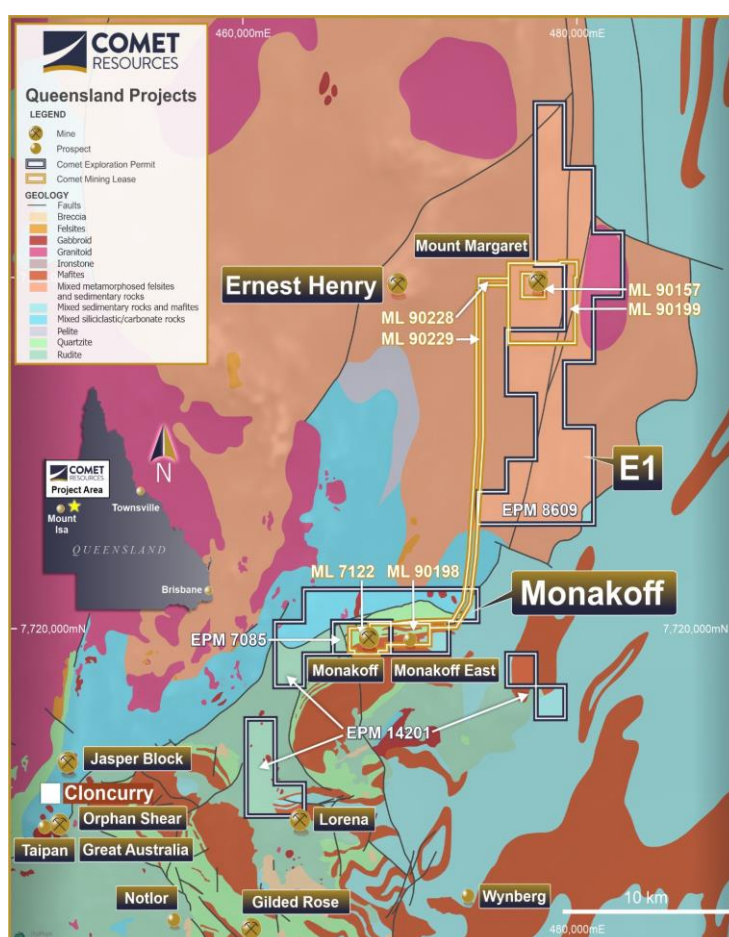 COMET
RESOURCES
Queensland Projects
LEGEND
Mine
Prospect
Comet Exploration Permit
Comet Mining Lease
GEOLOGY
Faults
Breccia
Felsites
Gabbroid
Granitoid
Ironstone
Mafites
Mixed metamorphosed felsites
and sedimentary rocks
Mixed sedimentary rocks and mafites
Mixed siliciclastic/carbonate rocks
Pelite
Quartzite
Rudite
460,000mE
480,000mE
Mount Margaret
Ernest Henry
ML 90157
ML 90228
ML 90199
ML 90229
E1
EPM 8609
COMET
RESOURCES
Project Area
Mount
Isa
Townsville
QUEENSLAND
Brisbane
N
ML 7122
ML 90198
Monakoff
7,720,000mN
7,720,000mN
EPM 7085
Monakoff
Monakoff East
EPM 14201
Jasper Block
Cloncurry
Orphan Shear
Lorena
Taipan
Great Australia
Notlor
Gilded Rose
Wynberg
10 km
480,000mE